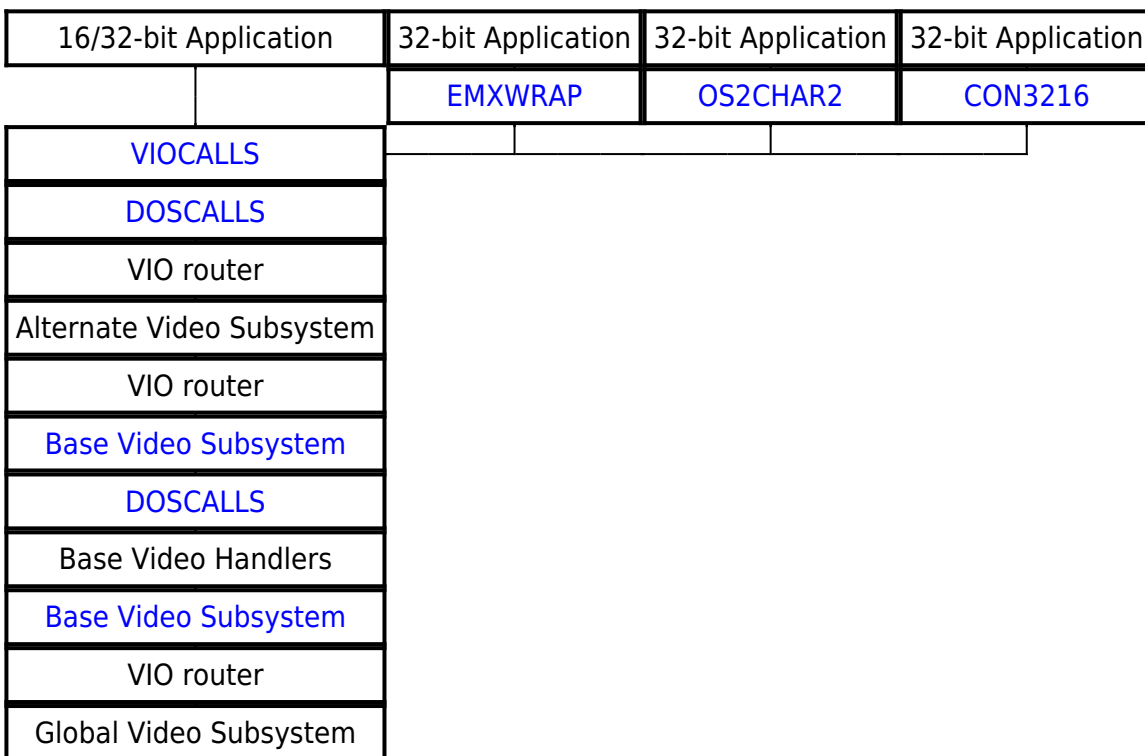 16/32-bit Application
32-bit Application
32-bit Application
32-bit Application
EMXWRAP
OS2CHAR2
CON3216
VIOCALLS
DOSCALLS
VIO router
Alternate Video Subsystem
VIO router
Base Video Subsystem
DOSCALLS
Base Video Handlers
Base Video Subsystem
VIO router
Global Video Subsystem